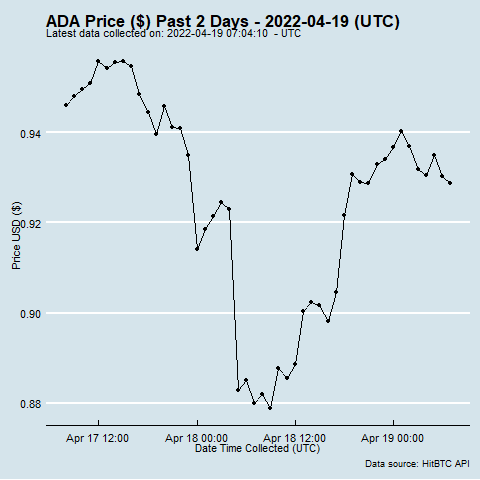 ADA Price ($) Past 2 Days - 2022-04-19 (UTC)
Latest data collected on: 2022-04-19 07:04:10  - UTC
0.94
0.92
0.90
0.88
Price USD ($)
Apr 17 12:00
Apr 18 00:00
Apr 18 12:00
Apr 19 00:00
Date Time Collected (UTC)
Data source: HitBTC API